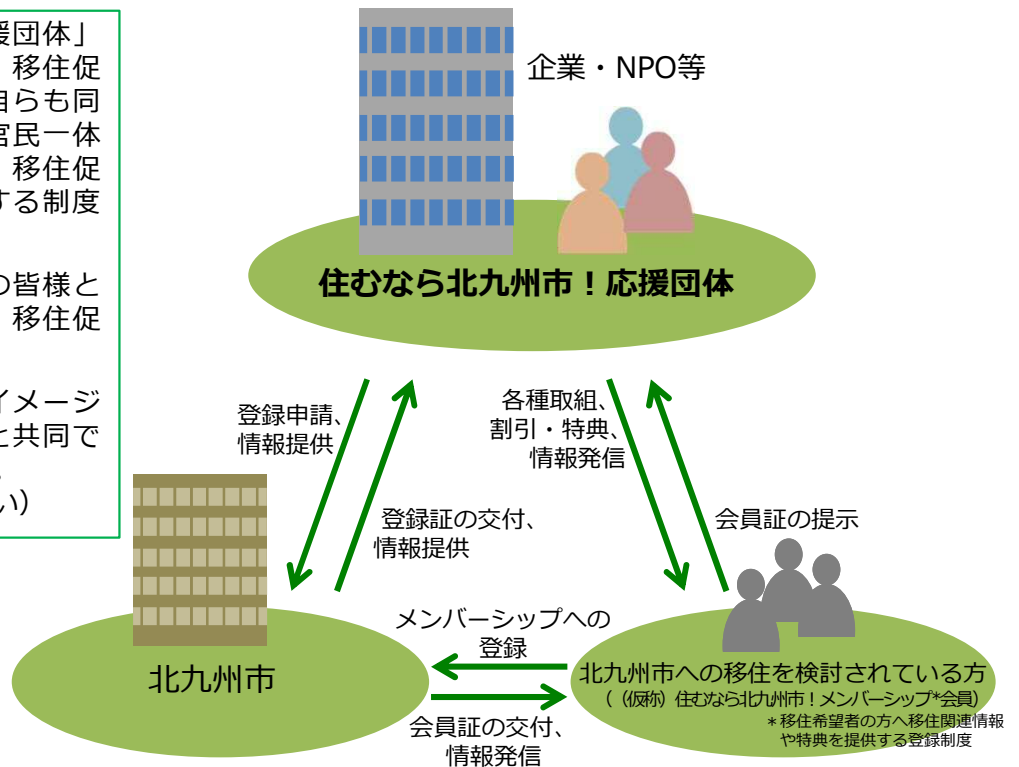 援団体」
移住促
自らも同
官民一体
移住促
する制度
の皆様と
移住促
イメージ
と共同で
い）
企業・NPO等
住むなら北九州市！応援団体
登録申請、
情報提供
各種取組、
割引・特典、
情報発信
登録証の交付、
情報提供
会員証の提示
メンバーシップへの
登録
北九州市
北九州市への移住を検討されている方
（（仮称）住むなら北九州市！メンバーシップ*会員）
＊移住希望者の方へ移住関連情報
や特典を提供する登録制度
会員証の交付、
情報発信